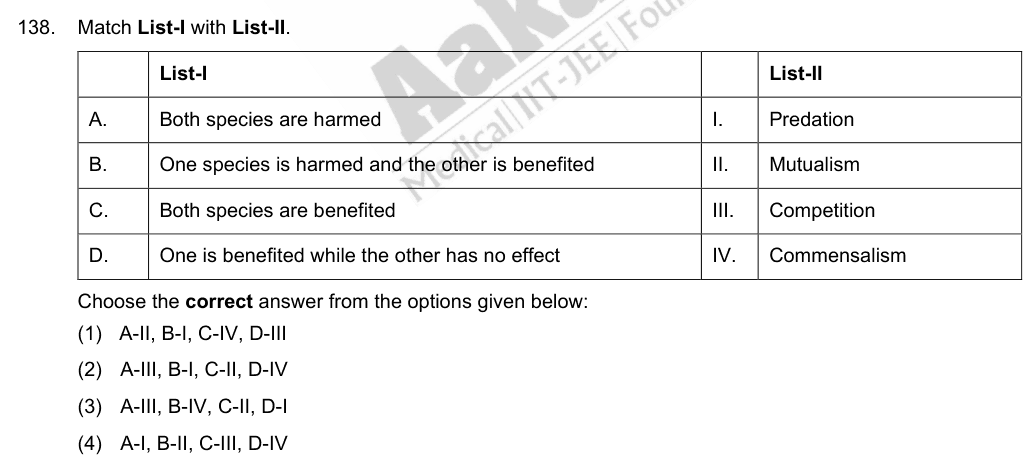 138. Match List-I with List-II.
List-I List-II
A. Both species are harmed I. Predation
B. One species is harmed and the other is benefited II. Mutualism
C. Both species are benefited III. Competition
D. One is benefited while the other has no effect IV. Commensalism
Choose the correct answer from the options given below:
(1) A-II, B-I, C-IV, D-III
(2) A-III, B-I, C-II, D-IV
(3) A-III, B-IV, C-II, D-I
(4) A-I, B-II, C-III, D-IV
Medical|IIT-JEE|